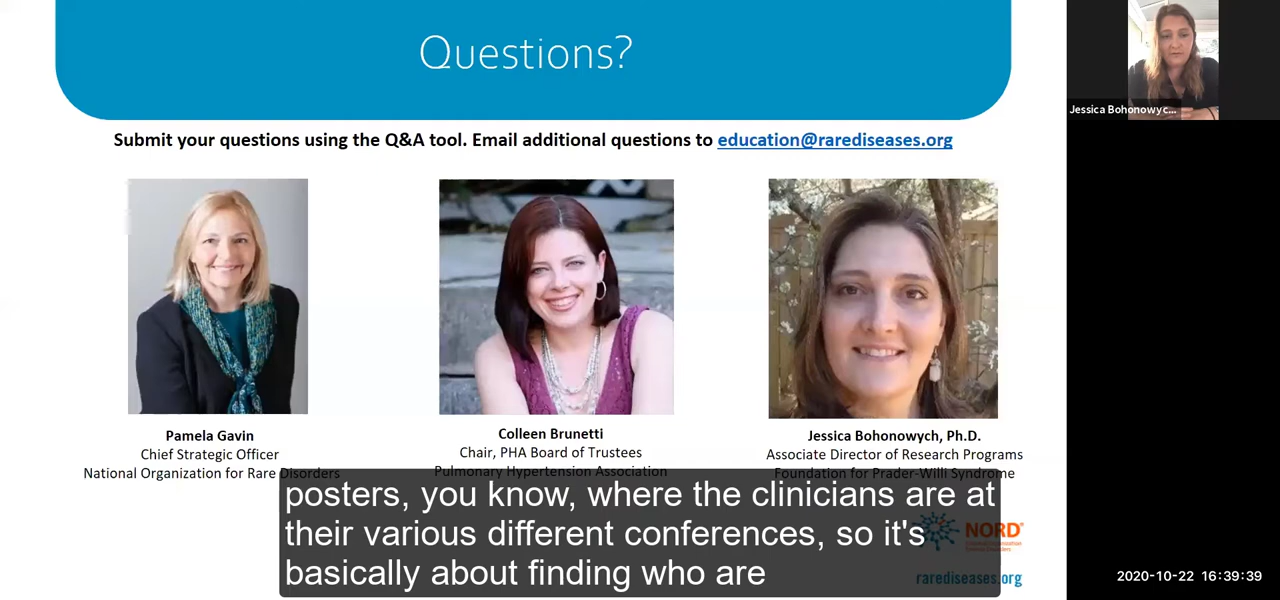 Questions?
Submit your questions using the Q&A tool. Email additional questions to education@rarediseases.org
Jessica Bohonowyc...
Pamela Gavin
Chief Strategic Officer
National Organization for Rare Disorders
Colleen Brunetti
Chair, PHA Board of Trustees
Pulmonary Hypertension Association
Jessica Bohonowych, Ph.D.
Associate Director of Research Programs
Foundation for Prader-Willi Syndrome
posters, you know, where the clinicians are at
their various different conferences, so it's
basically about finding who are
NORD
rarediseases.org
2020-10-22 16:39:39